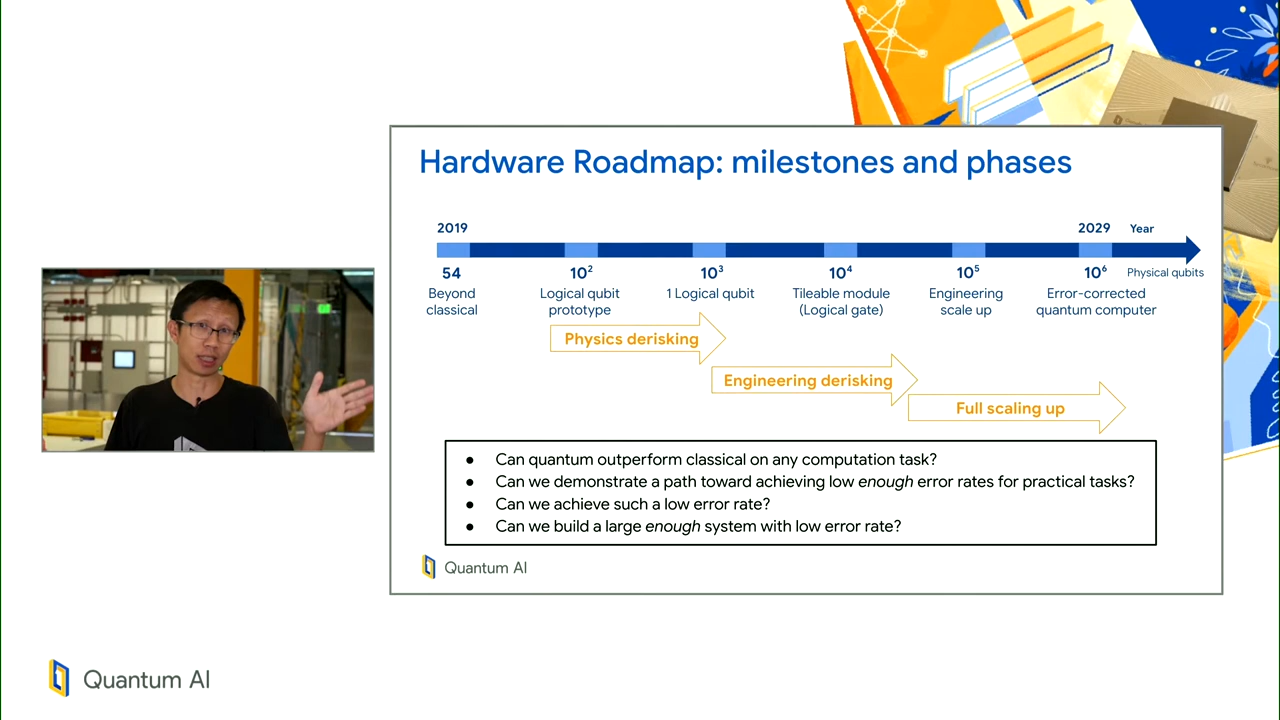 Hardware Roadmap: milestones and phases
2019
2029 Year
54 10² 10³ 10⁴ 10⁵ 10⁶ Physical qubits
Beyond classical
Logical qubit prototype
1 Logical qubit
Tileable module (Logical gate)
Engineering scale up
Error-corrected quantum computer
Physics derisking
Engineering derisking
Full scaling up
● Can quantum outperform classical on any computation task?
● Can we demonstrate a path toward achieving low enough error rates for practical tasks?
● Can we achieve such a low error rate?
● Can we build a large enough system with low error rate?
Quantum AI
Quantum AI